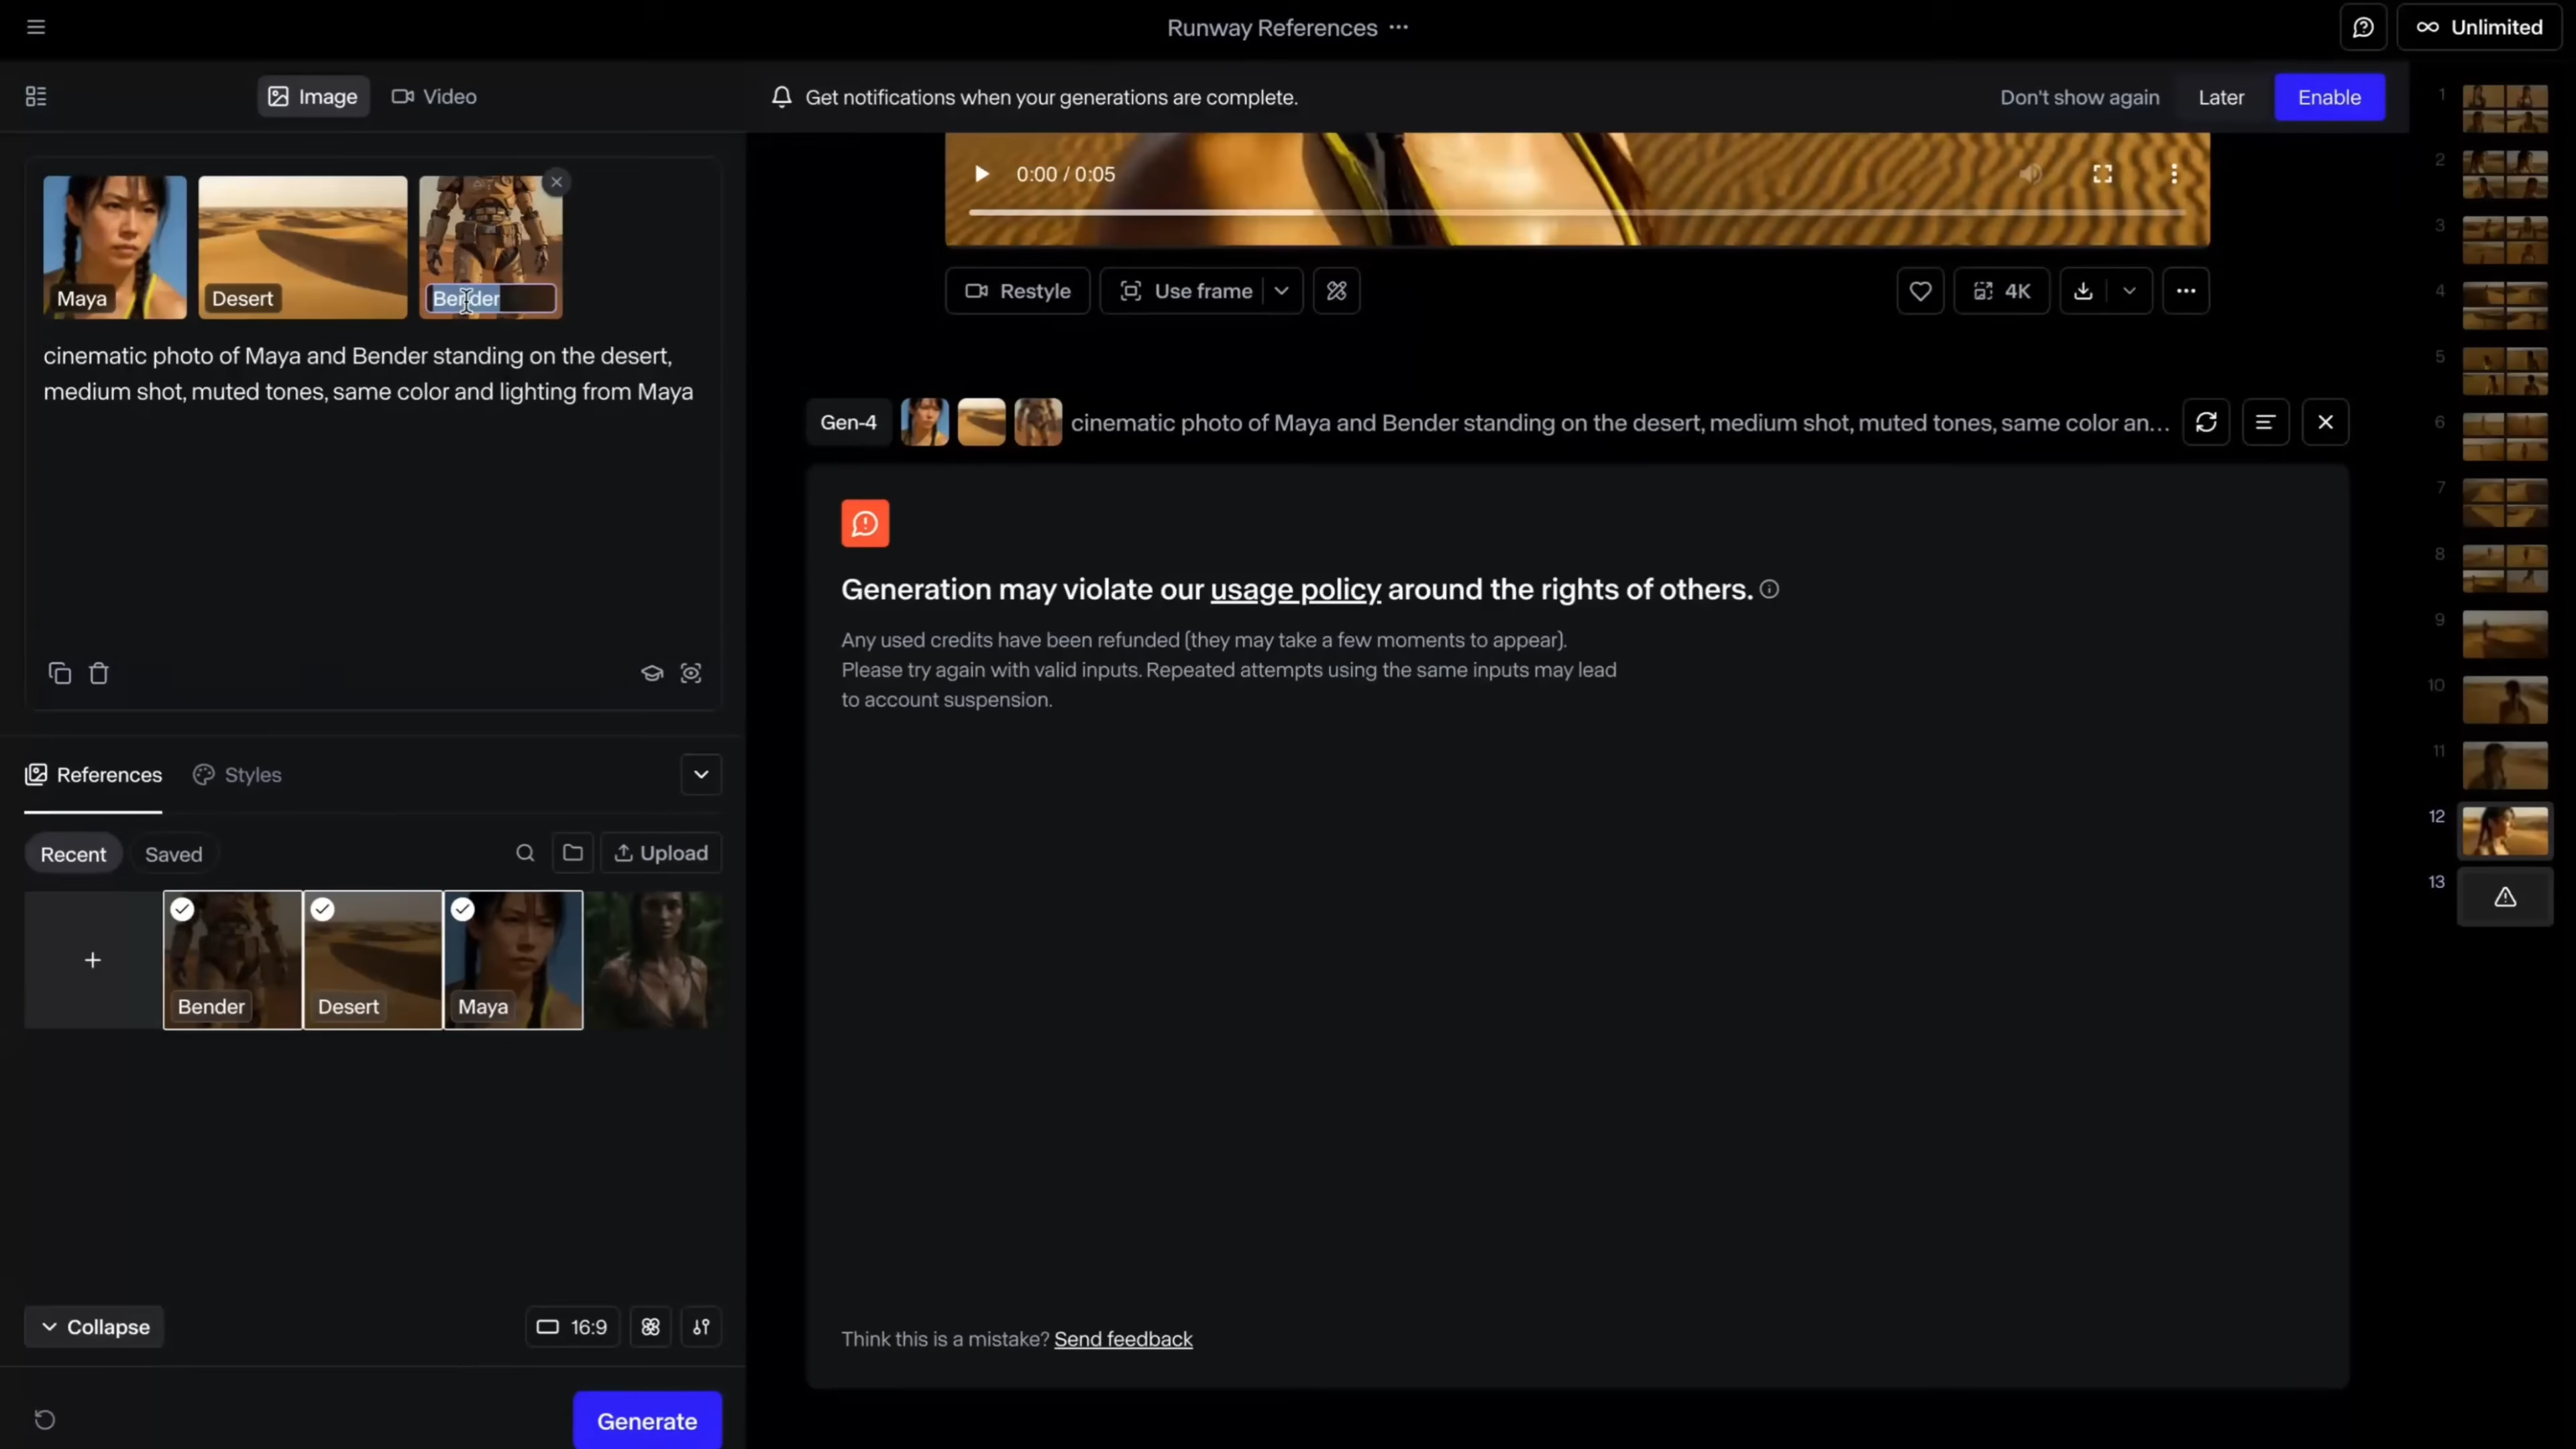 Runway References
Unlimited
Image
Video
Get notifications when your generations are complete.
Don't show again
Later
Enable
Maya
Desert
Bender
cinematic photo of Maya and Bender standing on the desert,
medium shot, muted tones, same color and lighting from Maya
References
Styles
Recent
Saved
Upload
Bender
Desert
Maya
Collapse
16:9
Generate
0:00 / 0:05
Restyle
Use frame
4K
Gen-4
cinematic photo of Maya and Bender standing on the desert, medium shot, muted tones, same color an...
Generation may violate our usage policy around the rights of others.
Any used credits have been refunded (they may take a few moments to appear).
Please try again with valid inputs. Repeated attempts using the same inputs may lead
to account suspension.
Think this is a mistake? Send feedback
1
2
3
4
5
6
7
8
9
10
11
12
13